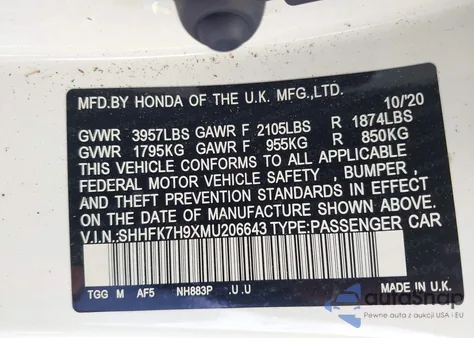 MFD.BY HONDA OF THE U.K. MFG.,LTD. 10/'20
GVWR 3957LBS GAWR F 2105LBS R 1874LBS
GVWR 1795KG GAWR F 955KG R 850KG
THIS VEHICLE CONFORMS TO ALL APPLICABLE
FEDERAL MOTOR VEHICLE SAFETY , BUMPER ,
AND THEFT PREVENTION STANDARDS IN EFFECT
ON THE DATE OF MANUFACTURE SHOWN ABOVE.
V.I.N:SHHFK7H9XMU206643 TYPE:PASSENGER CAR
TGG M AF5 NH883P .U .U MADE IN U.K.
autaShop
Pewne auta z aukcji USA i EU